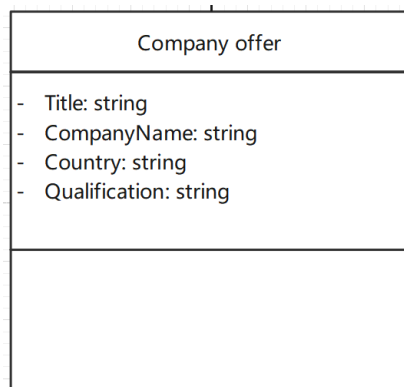 Company offer
- Title: string
- CompanyName: string
- Country: string
- Qualification: string